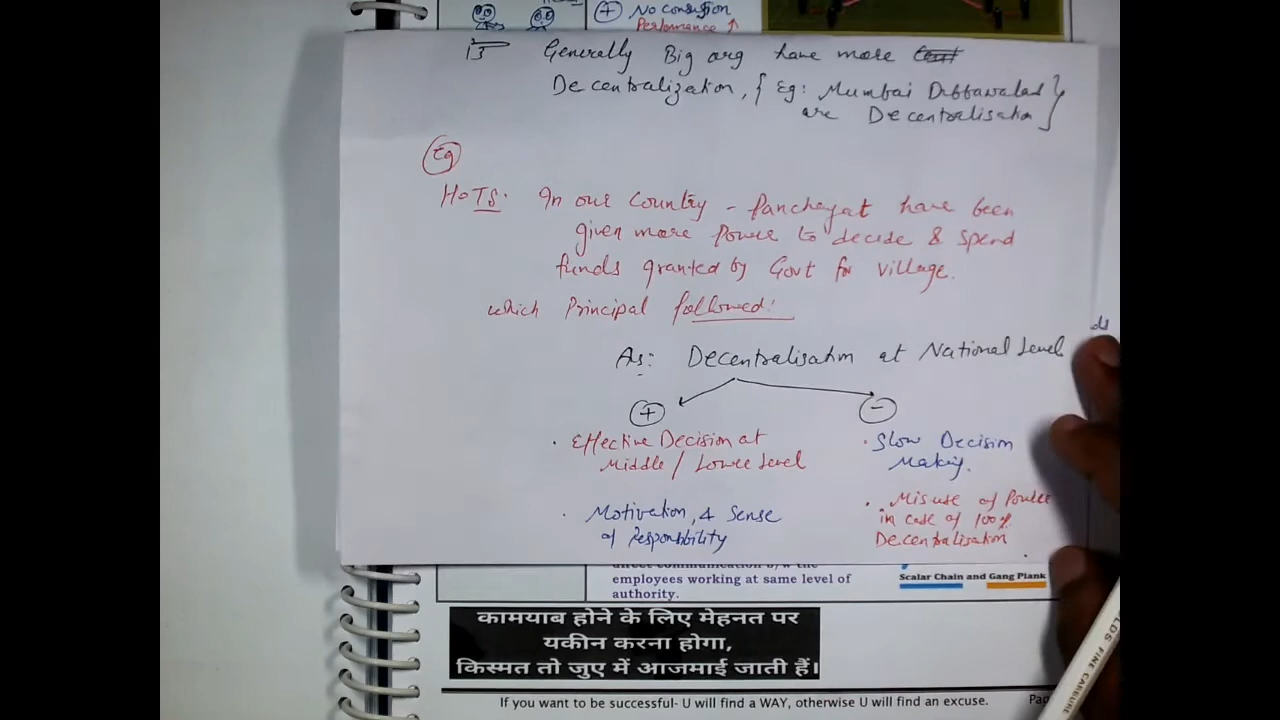 + No confusion
Performance ↑
Generally Big org have more
Decentralization, { Eg: Mumbai Dabbawalas }
are Decentralisation
Eg
HOTS: In our Country - Panchayat have been
given more Power to decide & spend
funds granted by Govt for Village.
which Principal followed:
As: Decentralisatm at National Level
+ -
· Effective Decision at
Middle / Lower Level
· Slow Decision
Making.
· Motivation, & Sense
of Responsibility
· Misuse of Power
in case of 100%
Decentralisation
employees working at same level of
authority.
Scalar Chain and Gang Plank
कामयाब होने के लिए मेहनत पर
यकीन करना होगा,
किस्मत तो जुए में आजमाई जाती हैं।
If you want to be successful- U will find a WAY, otherwise U will find an excuse.